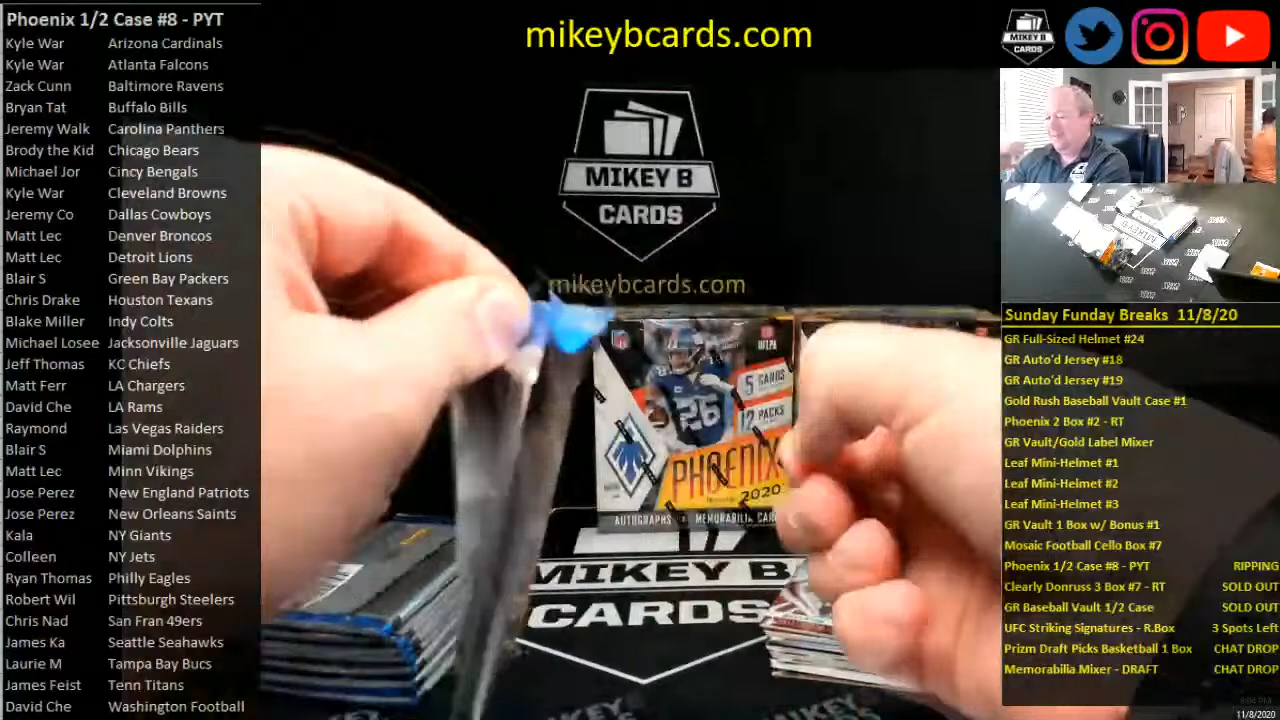 Phoenix 1/2 Case #8 - PYT
Kyle War Arizona Cardinals
Kyle War Atlanta Falcons
Zack Cunn Baltimore Ravens
Bryan Tat Buffalo Bills
Jeremy Walk Carolina Panthers
Brody the Kid Chicago Bears
Michael Jor Cincy Bengals
Kyle War Cleveland Browns
Jeremy Co Dallas Cowboys
Matt Lec Denver Broncos
Matt Lec Detroit Lions
Blair S Green Bay Packers
Chris Drake Houston Texans
Blake Miller Indy Colts
Michael Losee Jacksonville Jaguars
Jeff Thomas KC Chiefs
Matt Ferr LA Chargers
David Che LA Rams
Raymond Las Vegas Raiders
Blair S Miami Dolphins
Matt Lec Minn Vikings
Jose Perez New England Patriots
Jose Perez New Orleans Saints
Kala NY Giants
Colleen NY Jets
Ryan Thomas Philly Eagles
Robert Wil Pittsburgh Steelers
Chris Nad San Fran 49ers
James Ka Seattle Seahawks
Laurie M Tampa Bay Bucs
James Feist Tenn Titans
David Che Washington Football
mikeybcards.com
MIKEY B
CARDS
mikeybcards.com
NFLPA
5 CARDS
12 PACKS
26
PHOENIX
2020
AUTOGRAPHS
MEMORABILIA
MIKEY B
CARDS
MIKEY B
CARDS
Sunday Funday Breaks 11/8/20
GR Full-Sized Helmet #24
GR Auto'd Jersey #18
GR Auto'd Jersey #19
Gold Rush Baseball Vault Case #1
Phoenix 2 Box #2 - RT
GR Vault/Gold Label Mixer
Leaf Mini-Helmet #1
Leaf Mini-Helmet #2
Leaf Mini-Helmet #3
GR Vault 1 Box w/ Bonus #1
Mosaic Football Cello Box #7
Phoenix 1/2 Case #8 - PYT RIPPING
Clearly Donruss 3 Box #7 - RT SOLD OUT
GR Baseball Vault 1/2 Case SOLD OUT
UFC Striking Signatures - R.Box 3 Spots Left
Prizm Draft Picks Basketball 1 Box CHAT DROP
Memorabilia Mixer - DRAFT CHAT DROP
11/8/2020